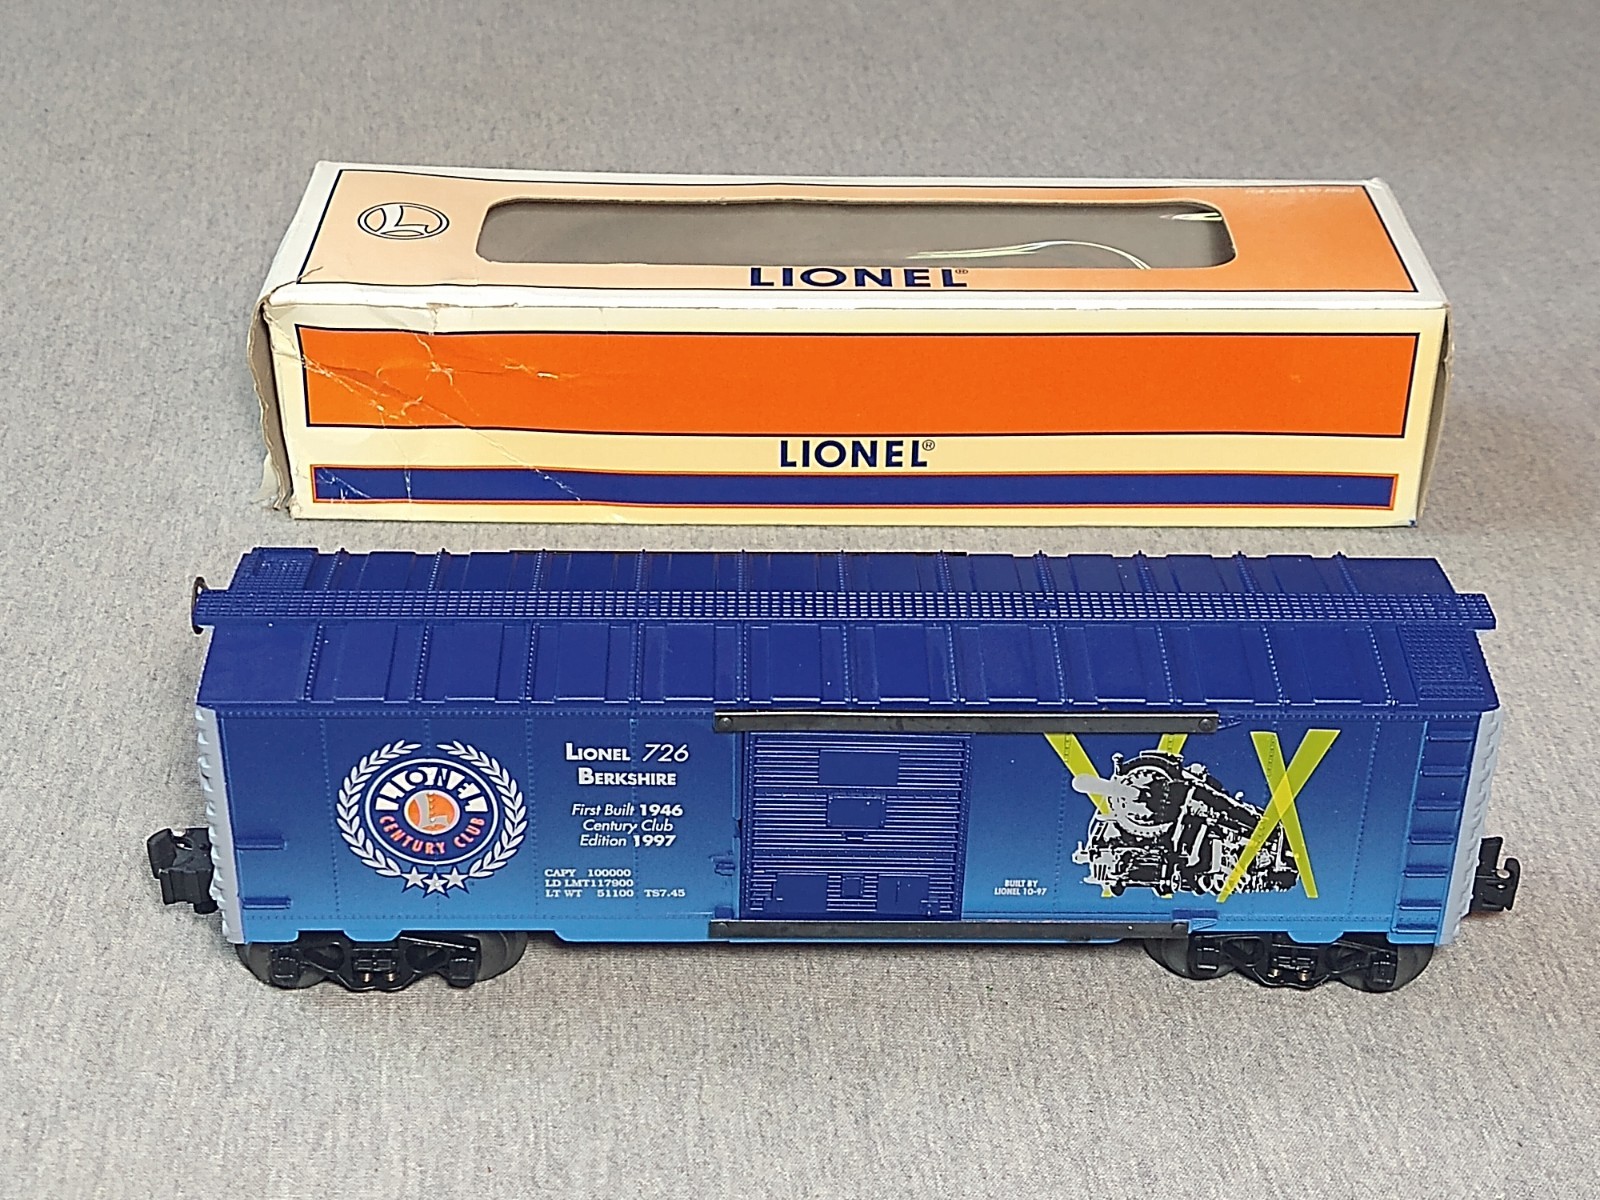 L
LIONEL®
LIONEL®
LIONEL
L
CENTURY CLUB
LIONEL 726
BERKSHIRE
First Built 1946
Century Club
Edition 1997
CAPY 100000
LD LMT117900
LT WT 51100 TS7.45
BUILT BY
LIONEL 10-97